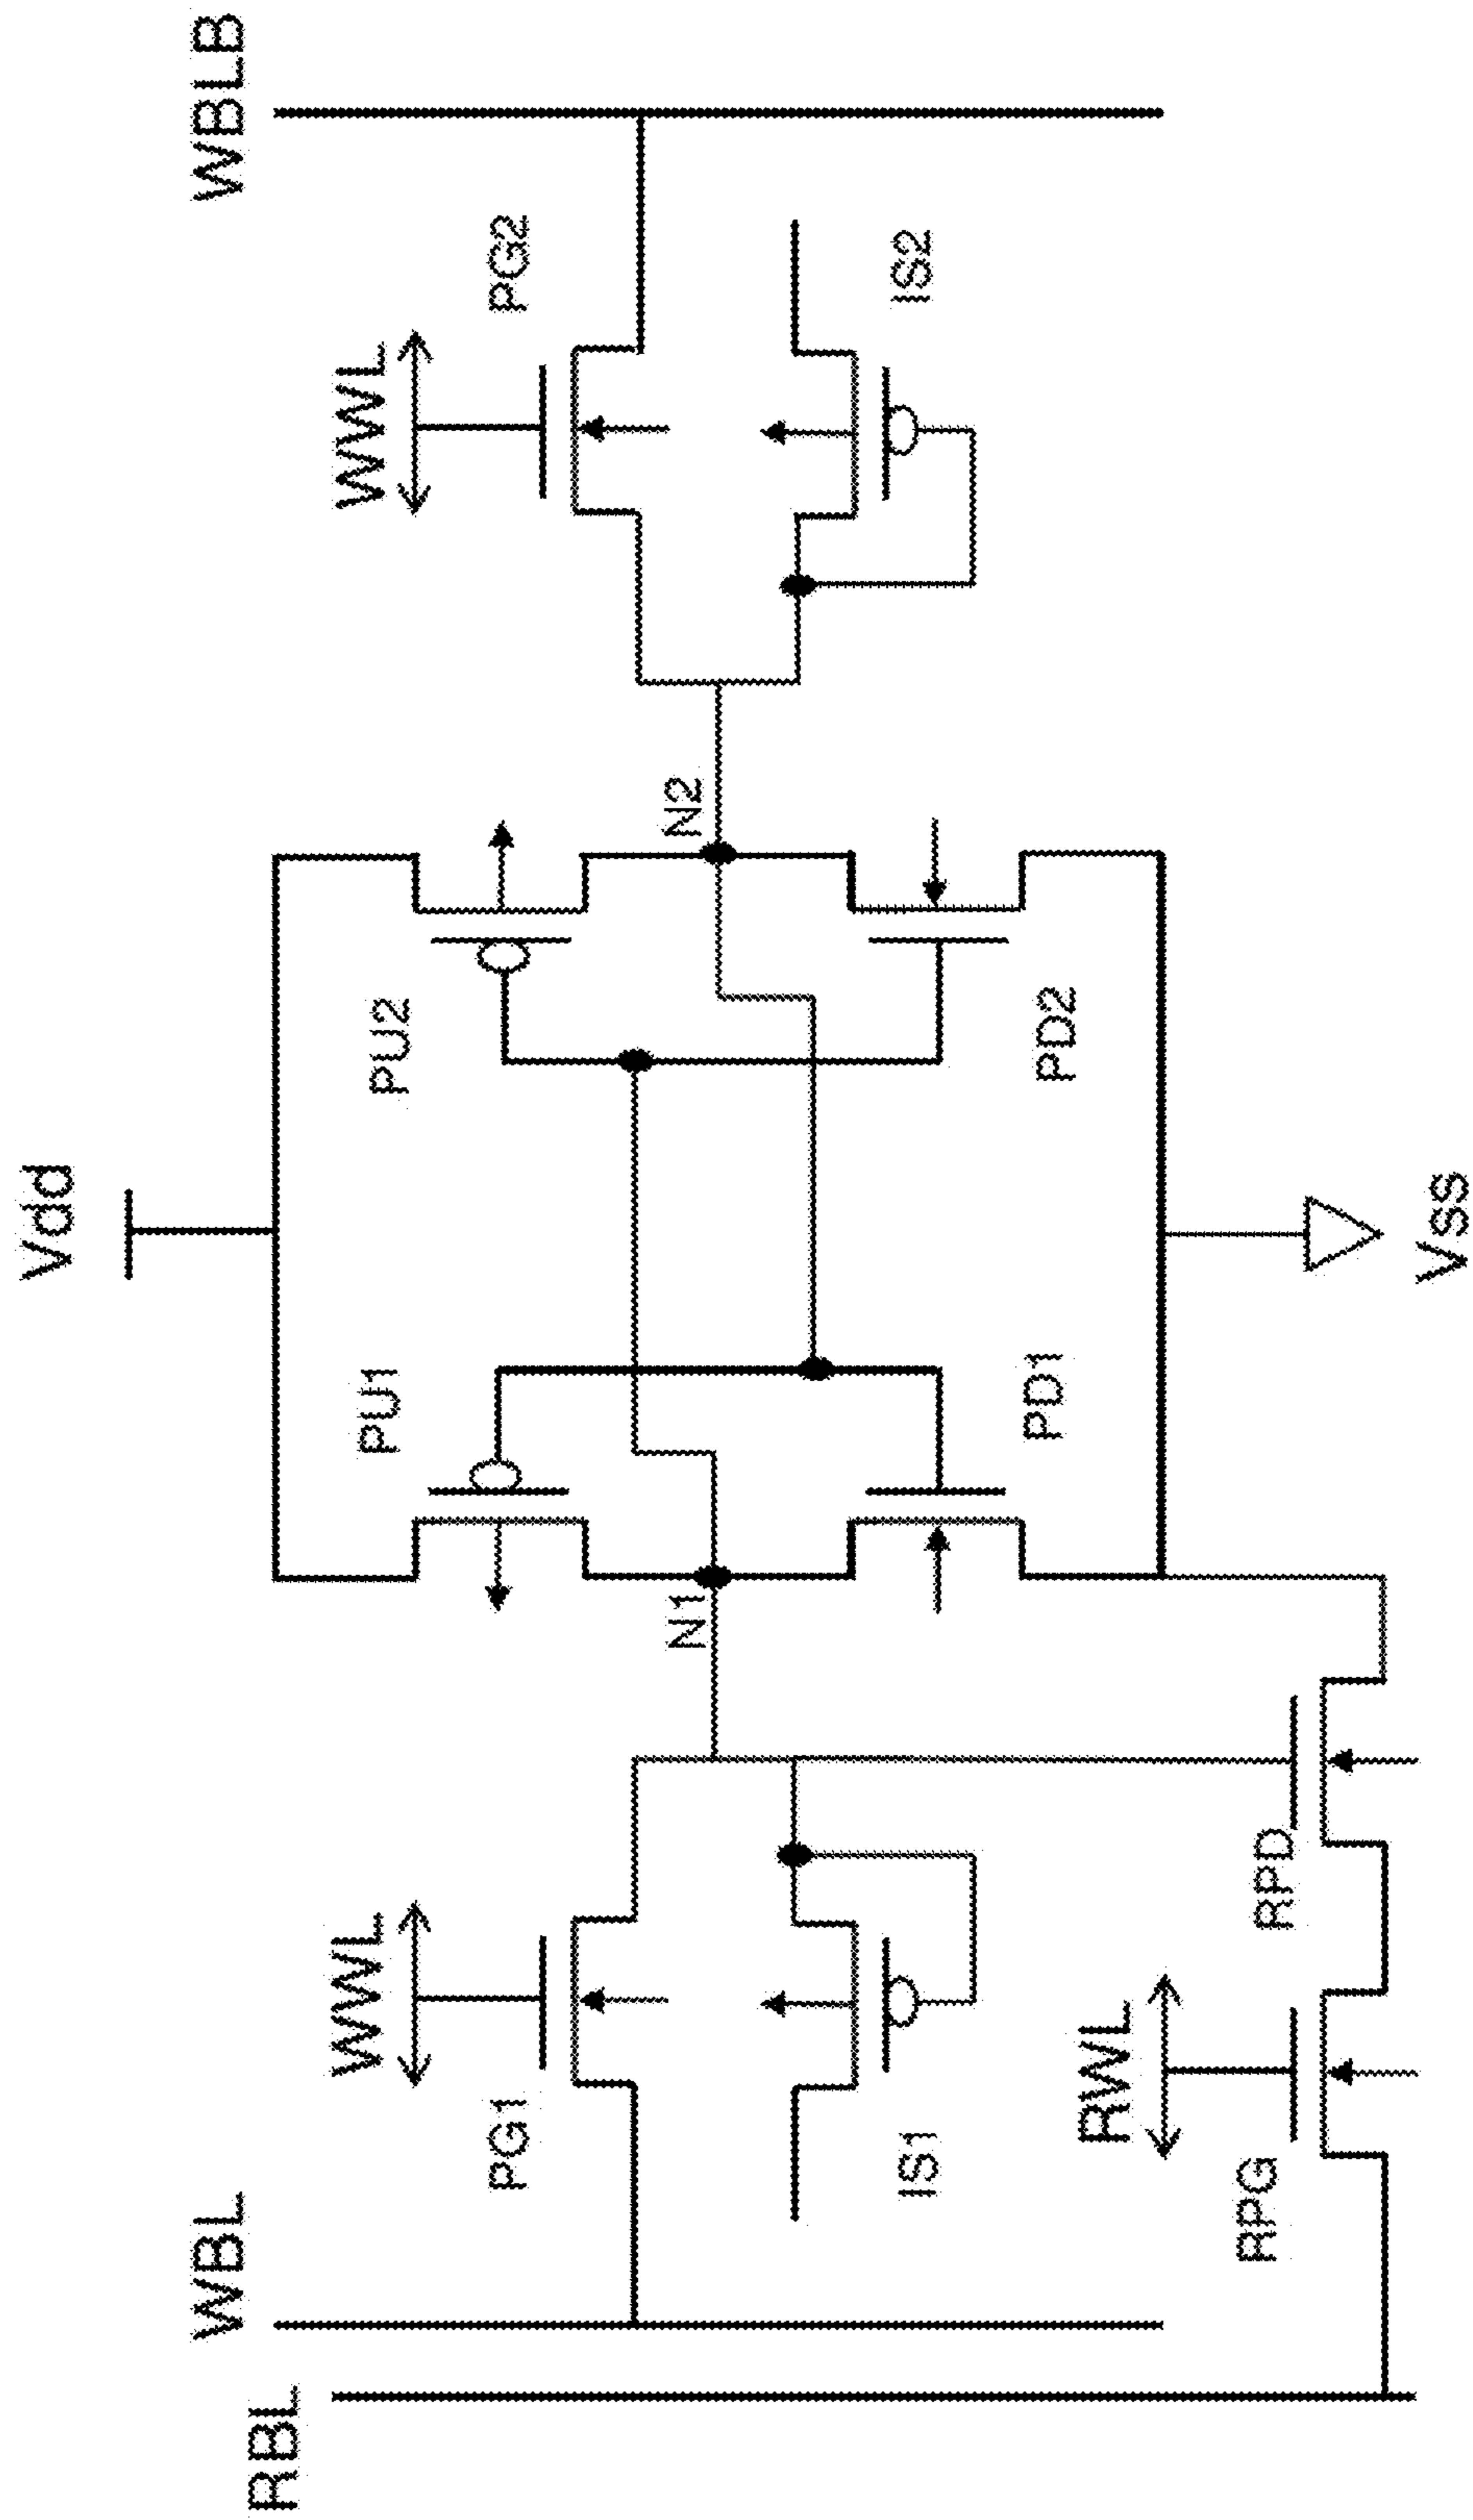 Vdd
WBL
WBLB
RBL
WWL
WWL
PU1
PU2
PG1
PG2
N1
N2
IS1
IS2
PD1
PD2
RWL
RPG
RPD
Vss